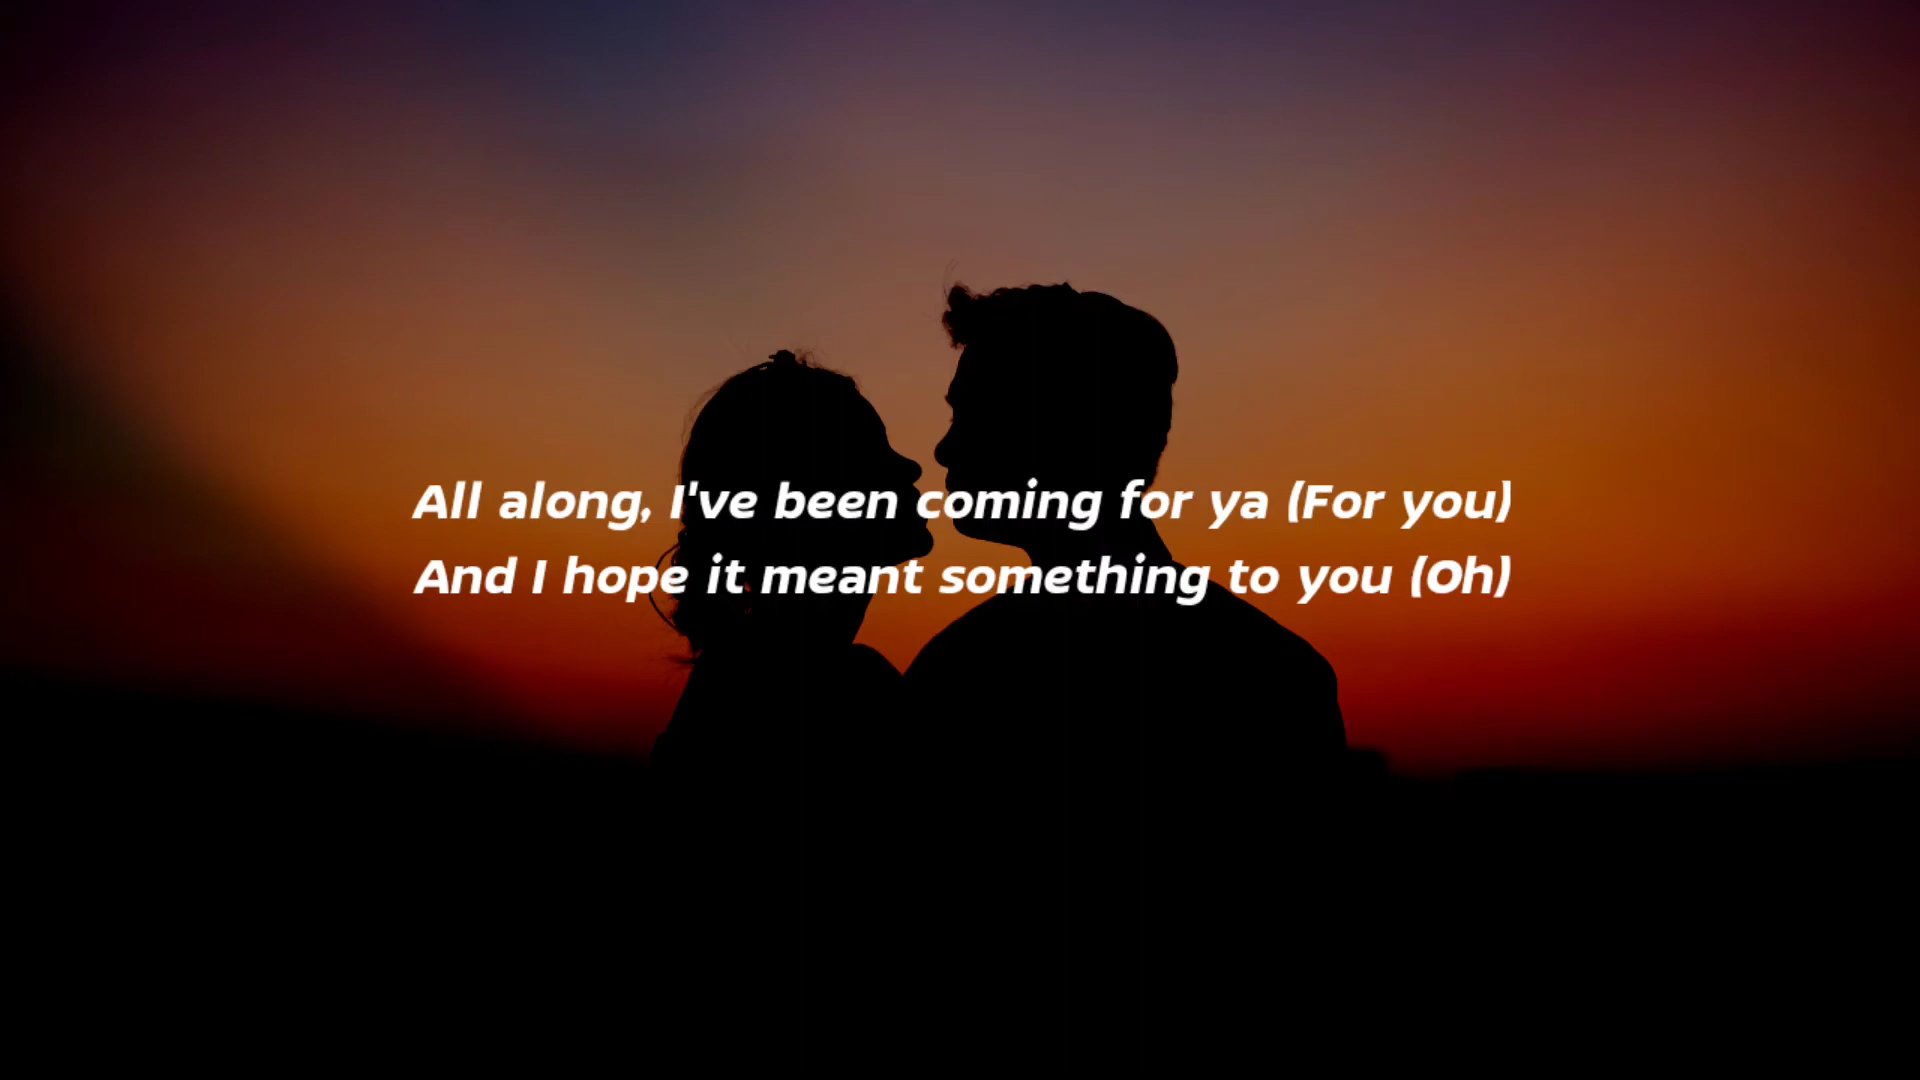 All along, I've been coming for ya (For you)
And I hope it meant something to you (Oh)